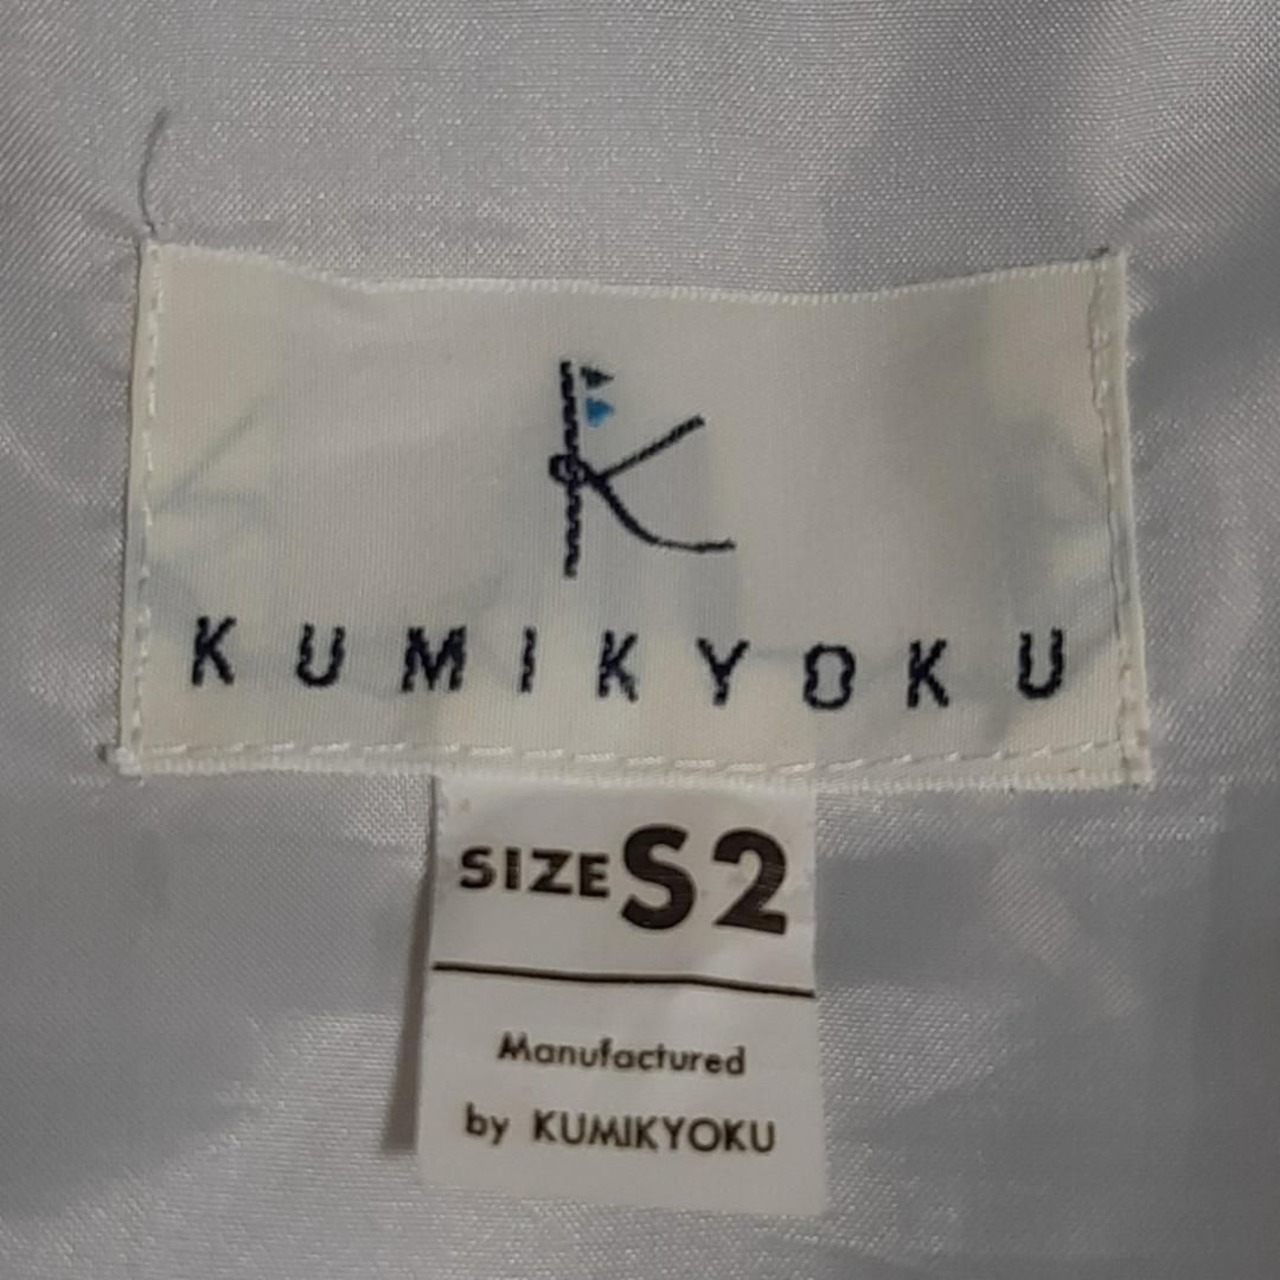 K
KUMIKYOKU
SIZE S2
Manufactured
by KUMIKYOKU